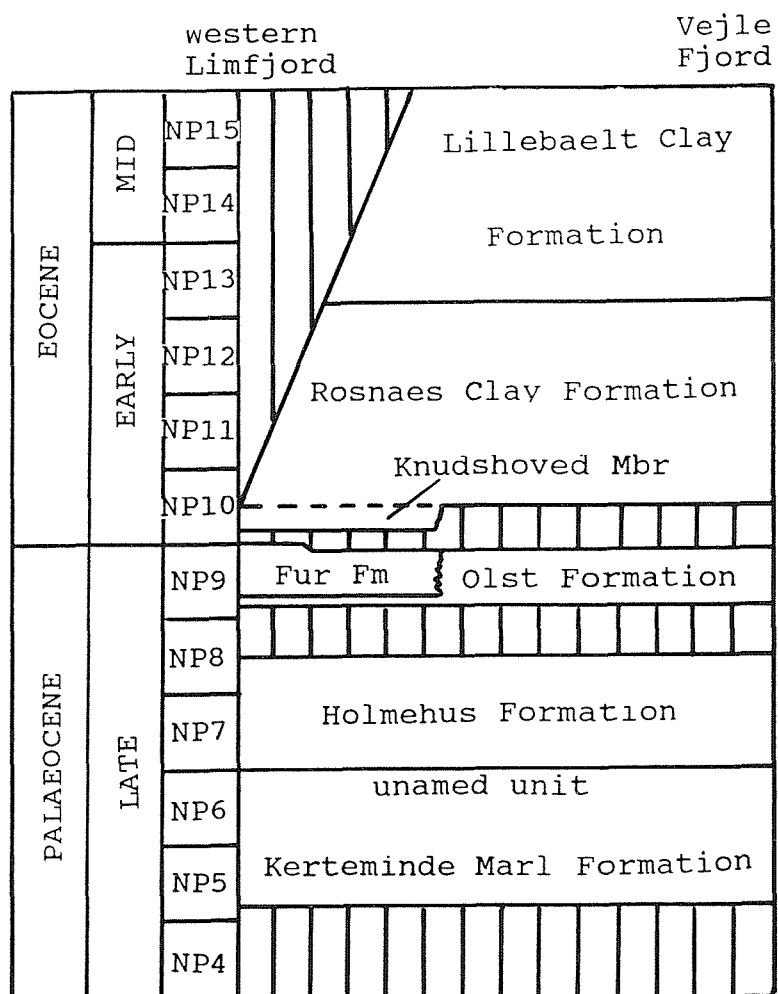 western
Limfjord
Vejle
Fjord
EOCENE
MID
EARLY
PALAEOCENE
LATE
NP15
NP14
NP13
NP12
NP11
NP10
NP9
NP8
NP7
NP6
NP5
NP4
Lillebaelt Clay
Formation
Rosnaes Clay Formation
Knudshoved Mbr
Fur Fm
Olst Formation
Holmehus Formation
unamed unit
Kerteminde Marl Formation